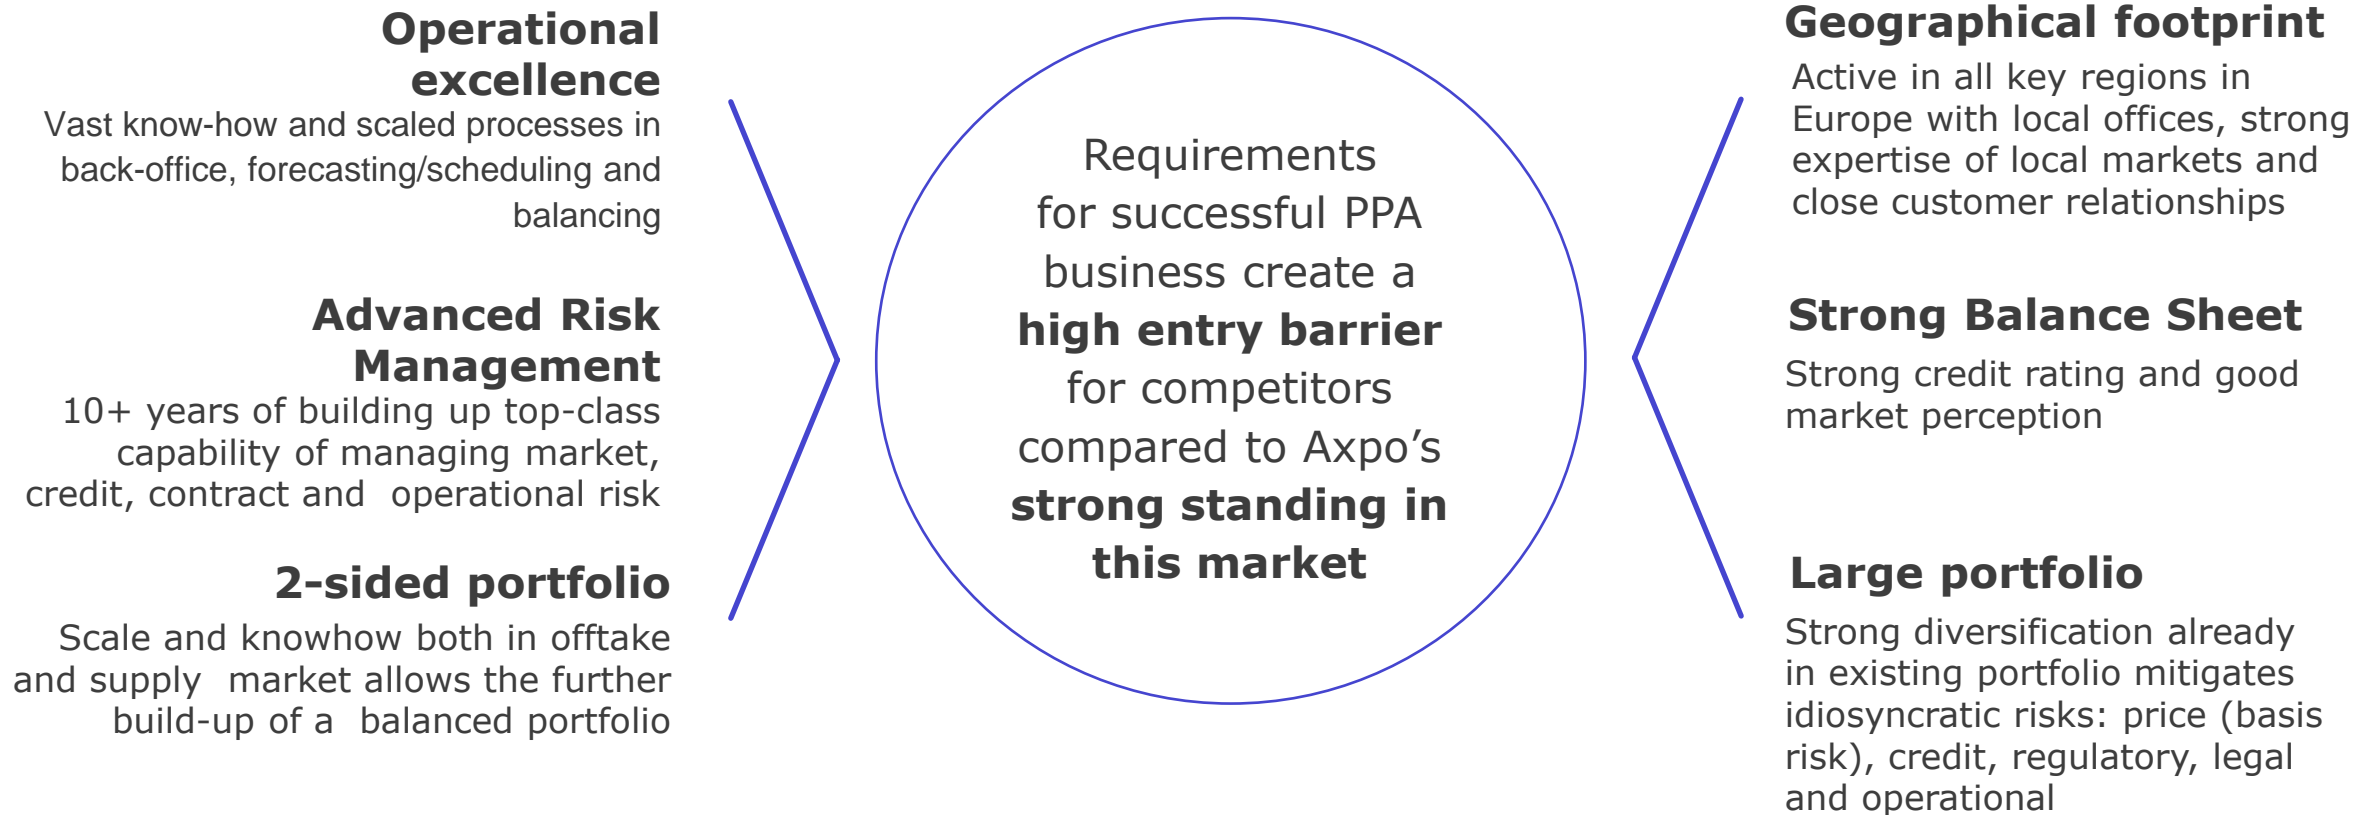 Operational
excellence
Vast know-how and scaled processes in
back-office, forecasting/scheduling and
balancing
Advanced Risk
Management
10+ years of building up top-class
capability of managing market,
credit, contract and  operational risk
2-sided portfolio
Scale and knowhow both in offtake
and supply  market allows the further
build-up of a  balanced portfolio
Requirements
for successful PPA
business create a
high entry barrier
for competitors
compared to Axpo’s
strong standing in
this market
Geographical footprint
Active in all key regions in
Europe with local offices, strong
expertise of local markets and
close customer relationships
Strong Balance Sheet
Strong credit rating and good
market perception
Large portfolio
Strong diversification already
in existing portfolio mitigates
idiosyncratic risks: price (basis
risk), credit, regulatory, legal
and operational